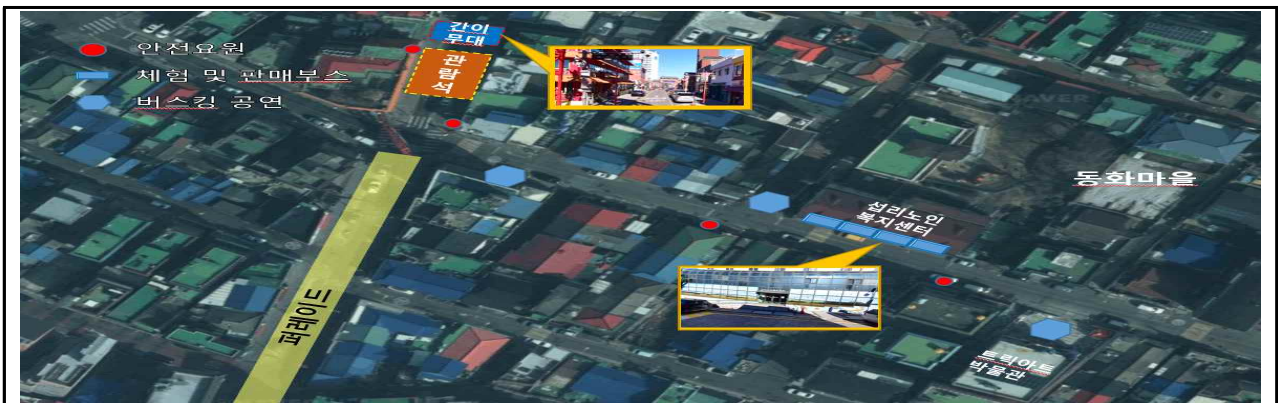 안전요원
체험 및 판매부스
버스킹 공연
간이
무대
관
람
석
동화마을
섭리노인
복지센터
퍼레이드
트릭아트
박물관